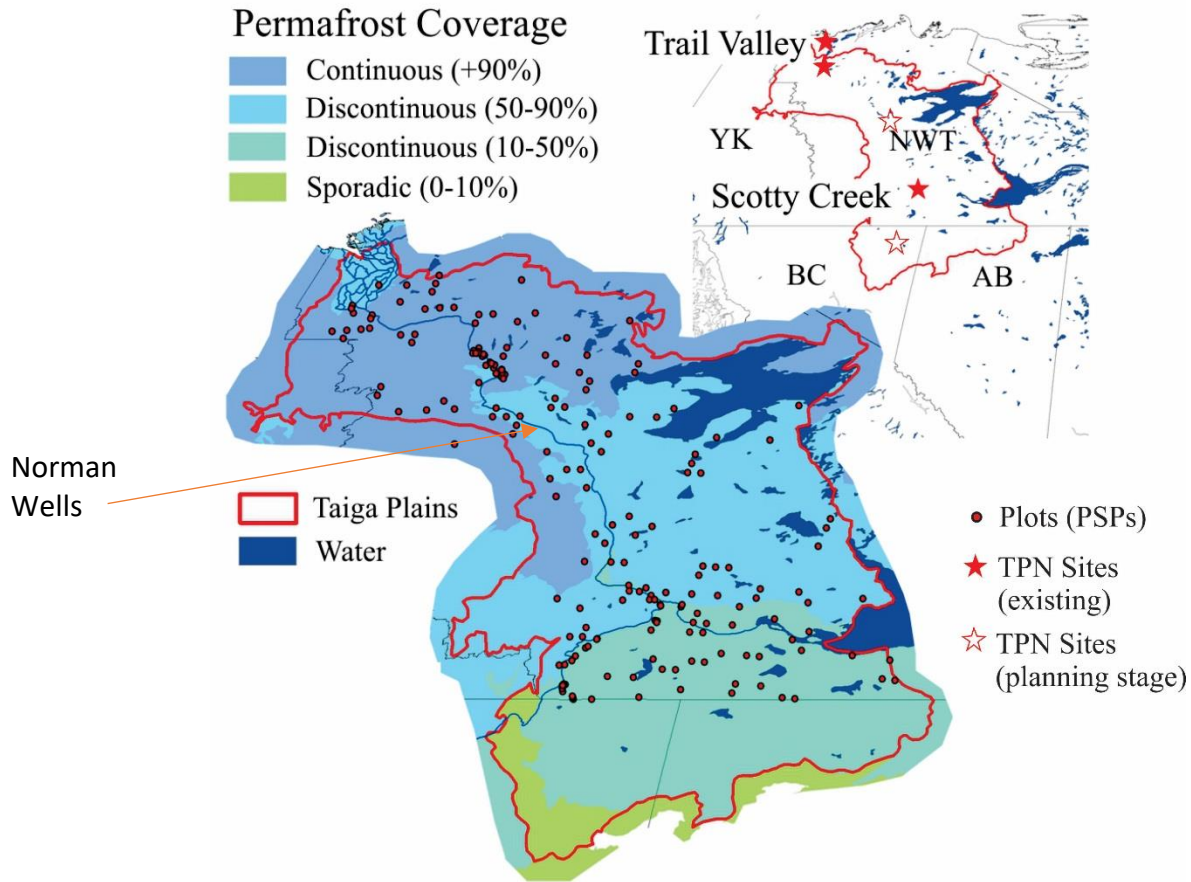 Permafrost Coverage
Continuous (+90%)
Discontinuous (50-90%)
Discontinuous (10-50%)
Sporadic (0-10%)
Trail Valley
YK
NWT
Scotty Creek
BC
AB
Norman
Wells
Taiga Plains
Water
Plots (PSPs)
TPN Sites
(existing)
TPN Sites
(planning stage)